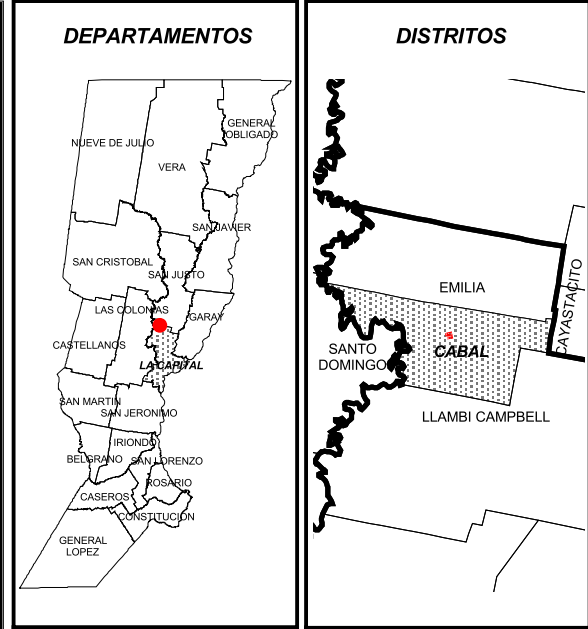 DEPARTAMENTOS
GENERAL
OBLIGADO
NUEVE DE JULIO
VERA
SAN JAVIER
SAN CRISTOBAL
SAN JUSTO
LAS COLONIAS
GARAY
CASTELLANOS
LA CAPITAL
SAN MARTIN
SAN JERONIMO
IRIONDO
BELGRANO
SAN LORENZO
ROSARIO
CASEROS
CONSTITUCION
GENERAL
LOPEZ
DISTRITOS
EMILIA
CAYASTACITO
SANTO
DOMINGO
CABAL
LLAMBI CAMPBELL